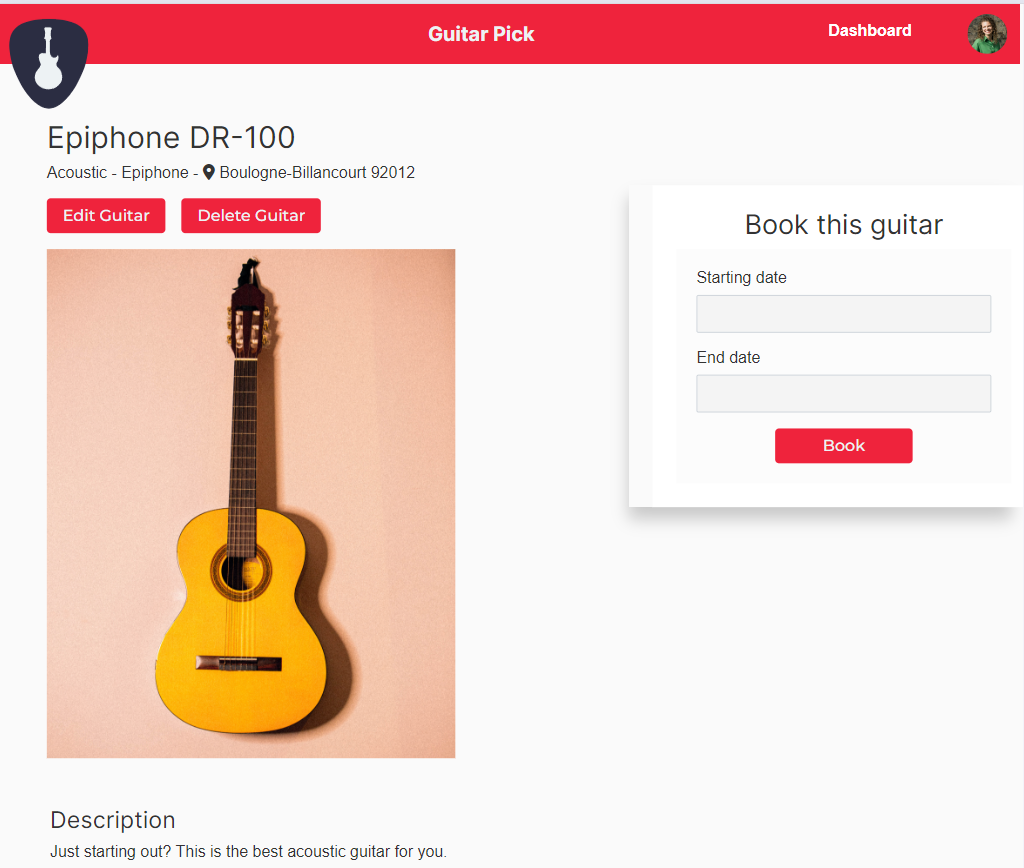 Guitar Pick
Dashboard
Epiphone DR-100
Acoustic - Epiphone - Boulogne-Billancourt 92012
Edit Guitar
Delete Guitar
Book this guitar
Starting date
End date
Book
Description
Just starting out? This is the best acoustic guitar for you.